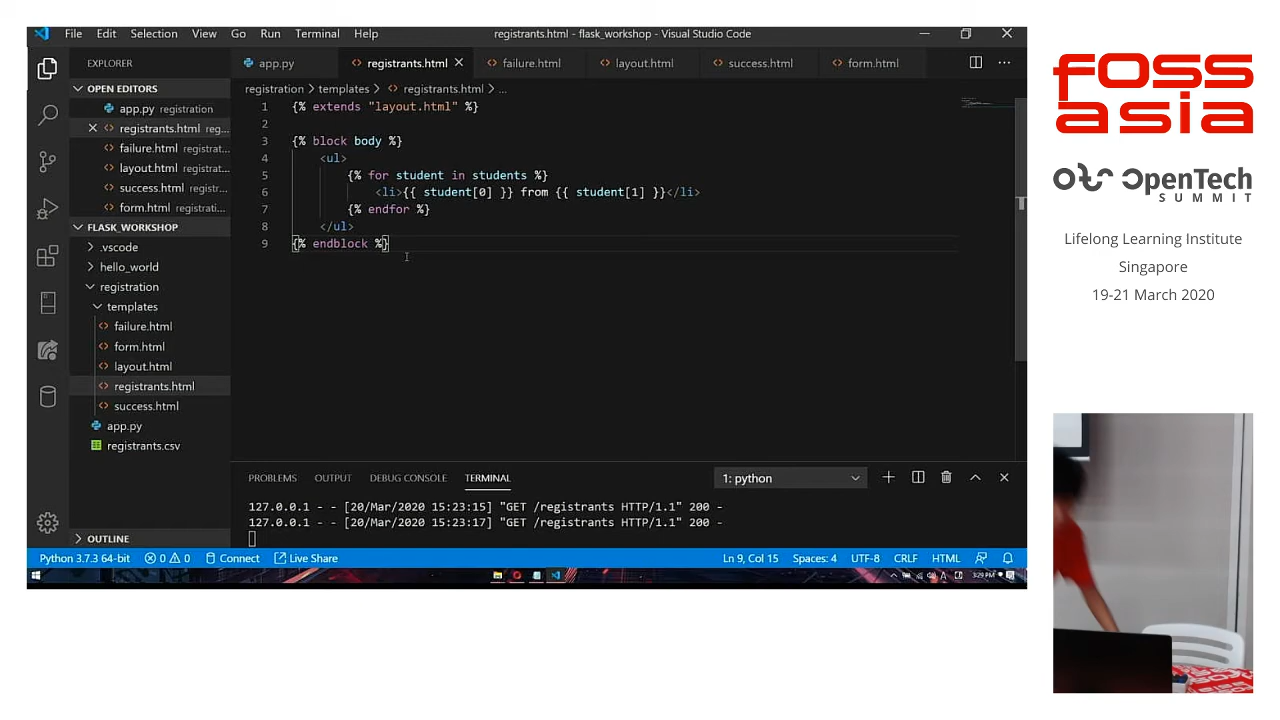 File Edit Selection View Go Run Terminal Help registrants.html - flask_workshop - Visual Studio Code
EXPLORER
app.py registrants.html failure.html layout.html success.html form.html
OPEN EDITORS
app.py registration
registrants.html reg...
failure.html registrat...
layout.html registrat...
success.html registr...
form.html registrati...
FLASK_WORKSHOP
.vscode
hello_world
registration
templates
failure.html
form.html
layout.html
registrants.html
success.html
app.py
registrants.csv
OUTLINE
registration > templates > registrants.html > ...
1 {% extends "layout.html" %}
2
3 {% block body %}
4 <ul>
5 {% for student in students %}
6 <li>{{ student[0] }} from {{ student[1] }}</li>
7 {% endfor %}
8 </ul>
9 {% endblock %}
PROBLEMS OUTPUT DEBUG CONSOLE TERMINAL 1: python
127.0.0.1 - - [20/Mar/2020 15:23:15] "GET /registrants HTTP/1.1" 200 -
127.0.0.1 - - [20/Mar/2020 15:23:17] "GET /registrants HTTP/1.1" 200 -
Python 3.7.3 64-bit 0 0 Connect Live Share Ln 9, Col 15 Spaces: 4 UTF-8 CRLF HTML
3:29 PM
FOSS
asia
OpenTech
SUMMIT
Lifelong Learning Institute
Singapore
19-21 March 2020